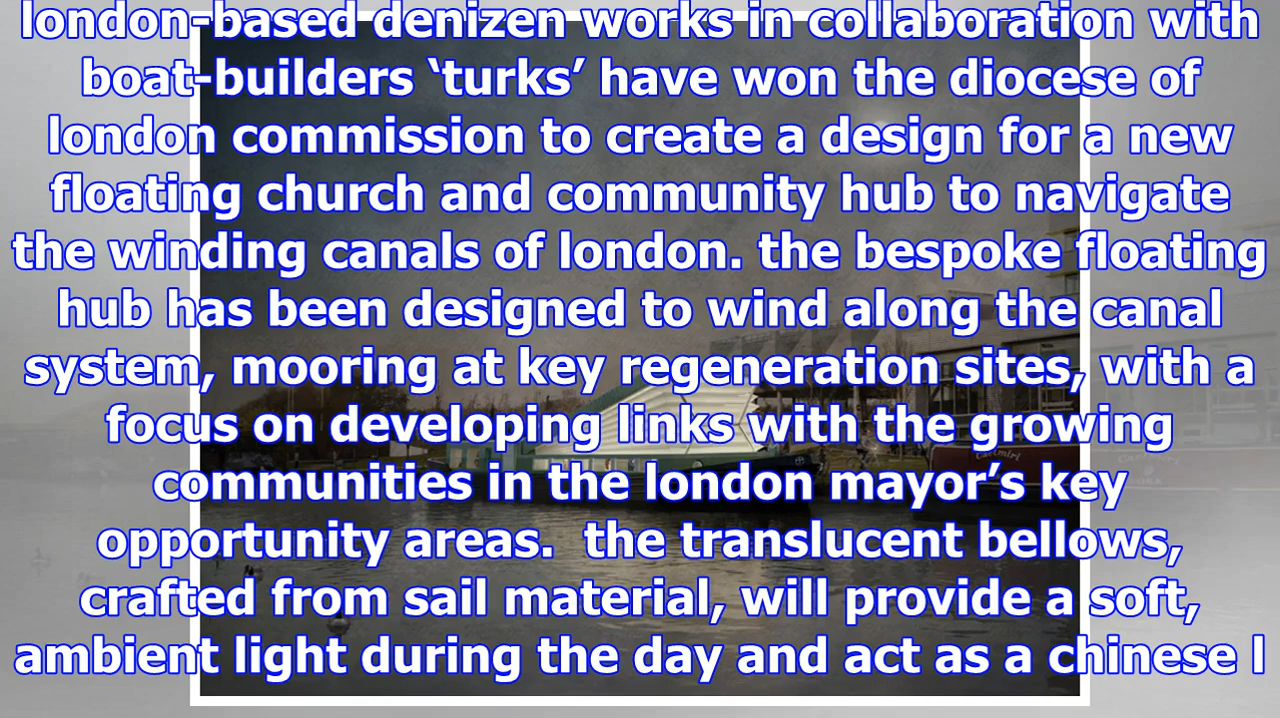 london-based denizen works in collaboration with
boat-builders ‘turks’ have won the diocese of
london commission to create a design for a new
floating church and community hub to navigate
the winding canals of london. the bespoke floating
hub has been designed to wind along the canal
system, mooring at key regeneration sites, with a
focus on developing links with the growing
communities in the london mayor’s key
opportunity areas.  the translucent bellows,
crafted from sail material, will provide a soft,
ambient light during the day and act as a chinese l